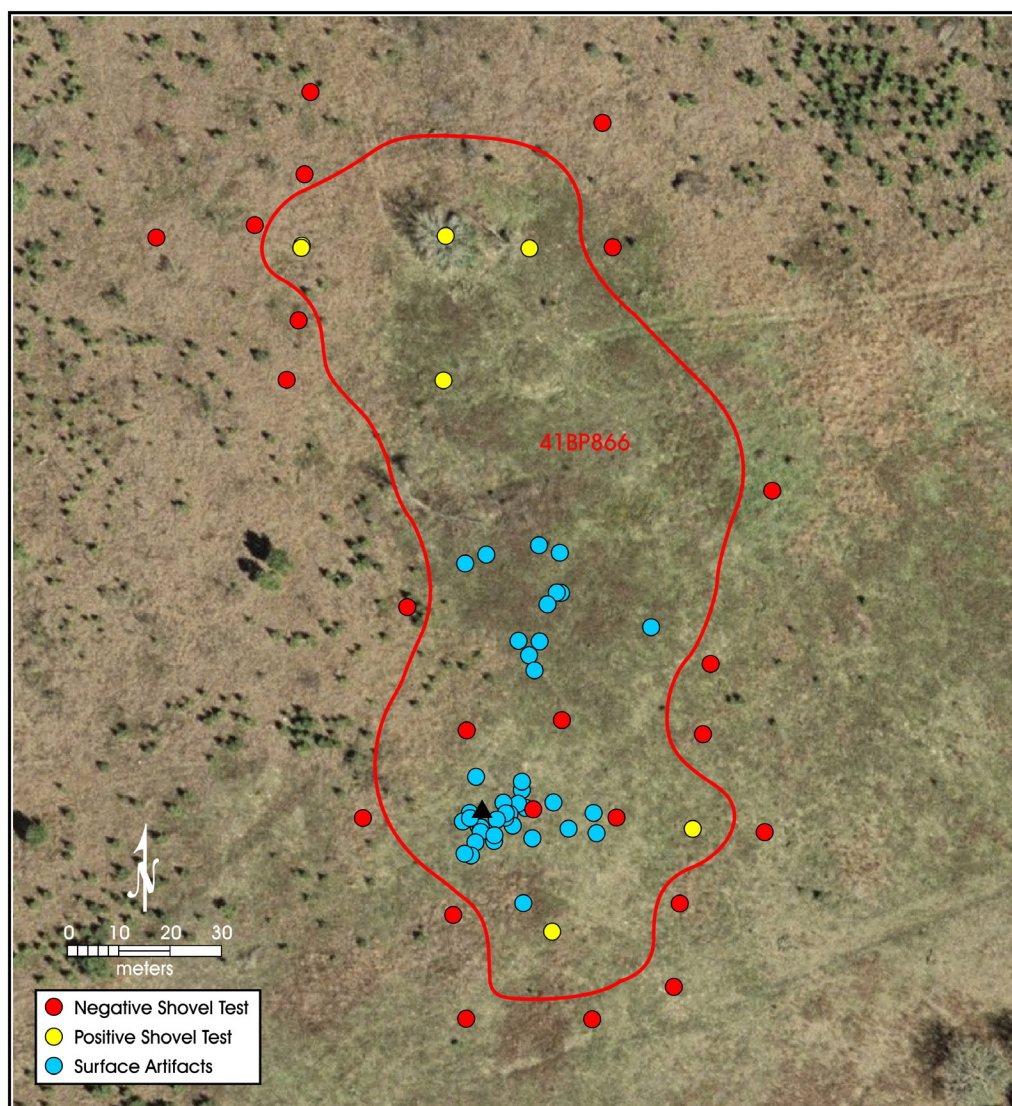 41BP866
N
0 10 20 30
meters
Negative Shovel Test
Positive Shovel Test
Surface Artifacts